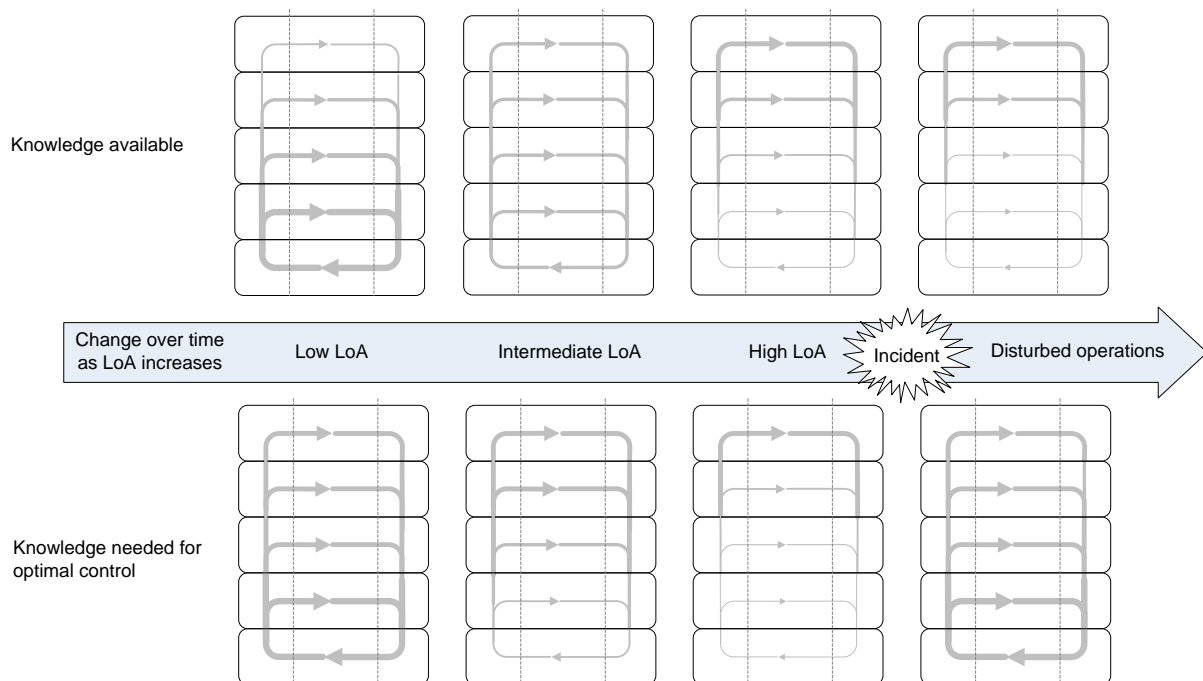 Knowledge available
Change over time
as LoA increases
Low LoA
Intermediate LoA
High LoA
Incident
Disturbed operations
Knowledge needed for
optimal control